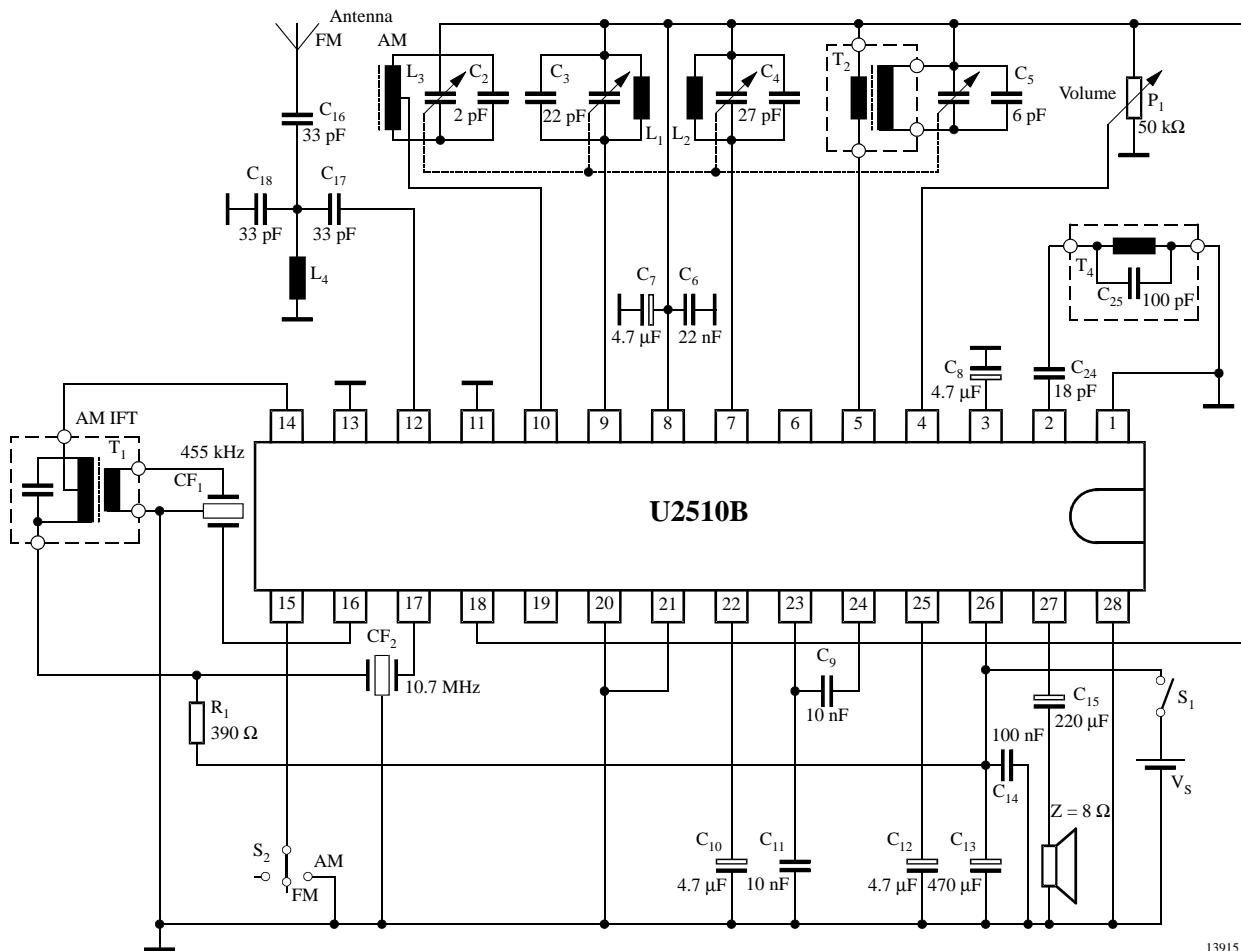 Antenna
FM
AM
L3
C2
2 pF
C3
22 pF
L1
L2
C4
27 pF
T2
C5
6 pF
Volume
P1
50 kΩ
C16
33 pF
C18
33 pF
C17
33 pF
L4
C7
4.7 µF
C6
22 nF
T4
C25
100 pF
C8
4.7 µF
C24
18 pF
14 13 12 11 10 9 8 7 6 5 4 3 2 1
AM IFT
T1
455 kHz
CF1
U2510B
15 16 17 18 19 20 21 22 23 24 25 26 27 28
CF2
10.7 MHz
R1
390 Ω
C9
10 nF
C15
220 µF
S1
100 nF
C14
VS
Z = 8 Ω
S2
AM
FM
C10
4.7 µF
C11
10 nF
C12
4.7 µF
C13
470 µF
13915